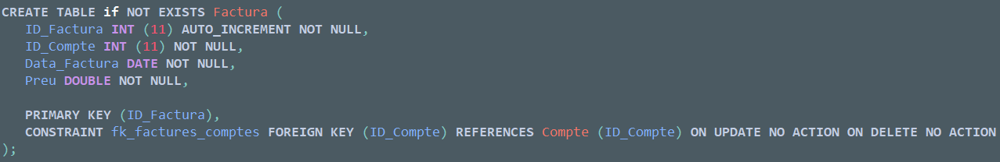 CREATE TABLE if NOT EXISTS Factura (
ID_Factura INT (11) AUTO_INCREMENT NOT NULL,
ID_Compte INT (11) NOT NULL,
Data_Factura DATE NOT NULL,
Preu DOUBLE NOT NULL,
PRIMARY KEY (ID_Factura),
CONSTRAINT fk_factures_comptes FOREIGN KEY (ID_Compte) REFERENCES Compte (ID_Compte) ON UPDATE NO ACTION ON DELETE NO ACTION
);